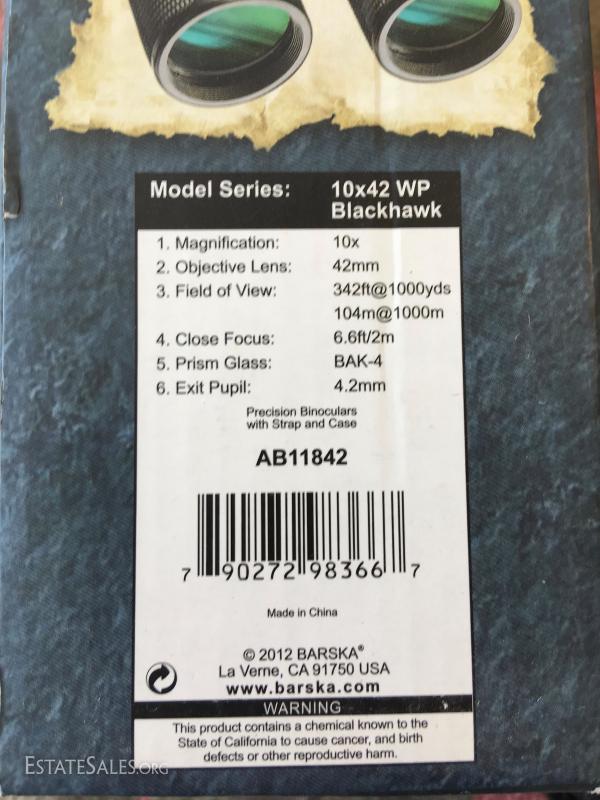 Model Series: 10x42 WP
Blackhawk
1. Magnification: 10x
2. Objective Lens: 42mm
3. Field of View: 342ft@1000yds
104m@1000m
4. Close Focus: 6.6ft/2m
5. Prism Glass: BAK-4
6. Exit Pupil: 4.2mm
Precision Binoculars
with Strap and Case
AB11842
7 90272 98366 7
Made in China
© 2012 BARSKA®
La Verne, CA 91750 USA
www.barska.com
WARNING
This product contains a chemical known to the
State of California to cause cancer, and birth
defects or other reproductive harm.
ESTATESALES.ORG